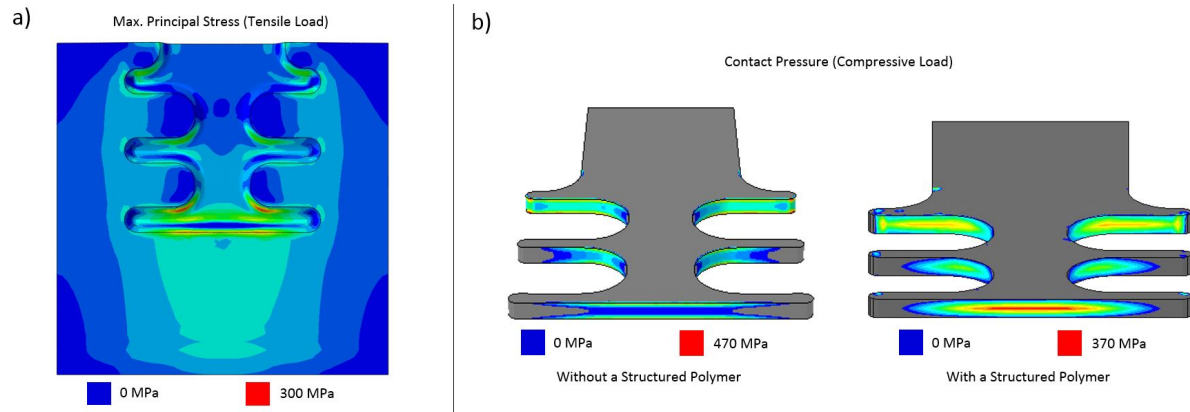 a)
Max. Principal Stress (Tensile Load)
0 MPa
300 MPa
b)
Contact Pressure (Compressive Load)
0 MPa
470 MPa
Without a Structured Polymer
0 MPa
370 MPa
With a Structured Polymer